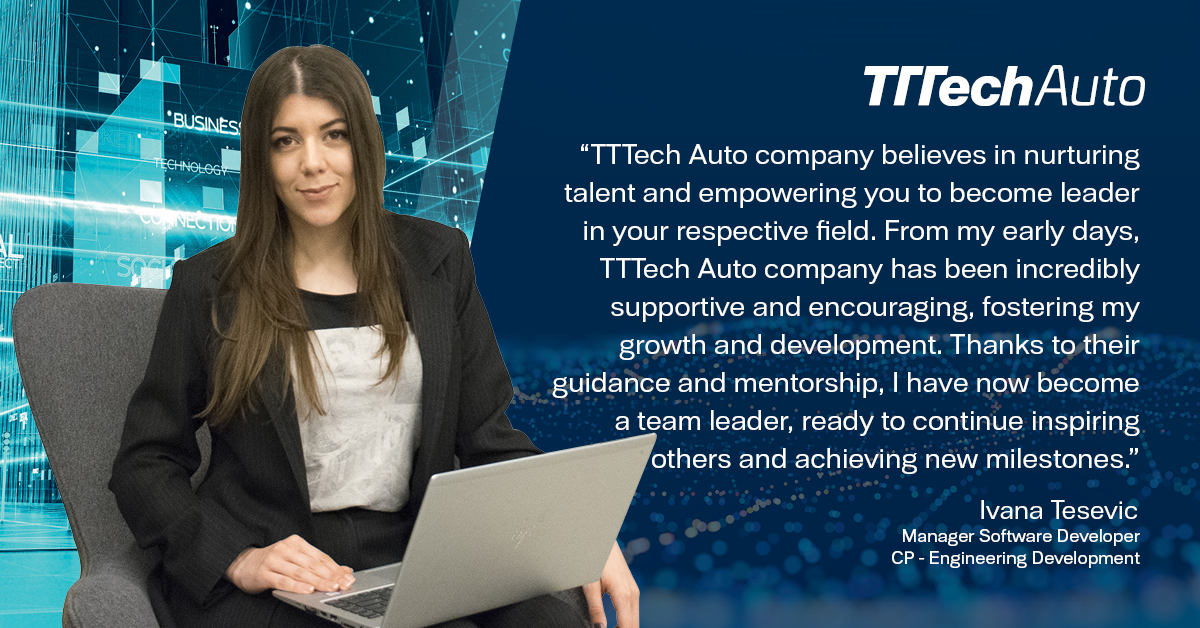 BUSINESS
TECHNOLOGY
CONNECTION
TTTechAuto
“TTTech Auto company believes in nurturing
talent and empowering you to become leader
in your respective field. From my early days,
TTTech Auto company has been incredibly
supportive and encouraging, fostering my
growth and development. Thanks to their
guidance and mentorship, I have now become
a team leader, ready to continue inspiring
others and achieving new milestones.”
Ivana Tesevic
Manager Software Developer
CP - Engineering Development